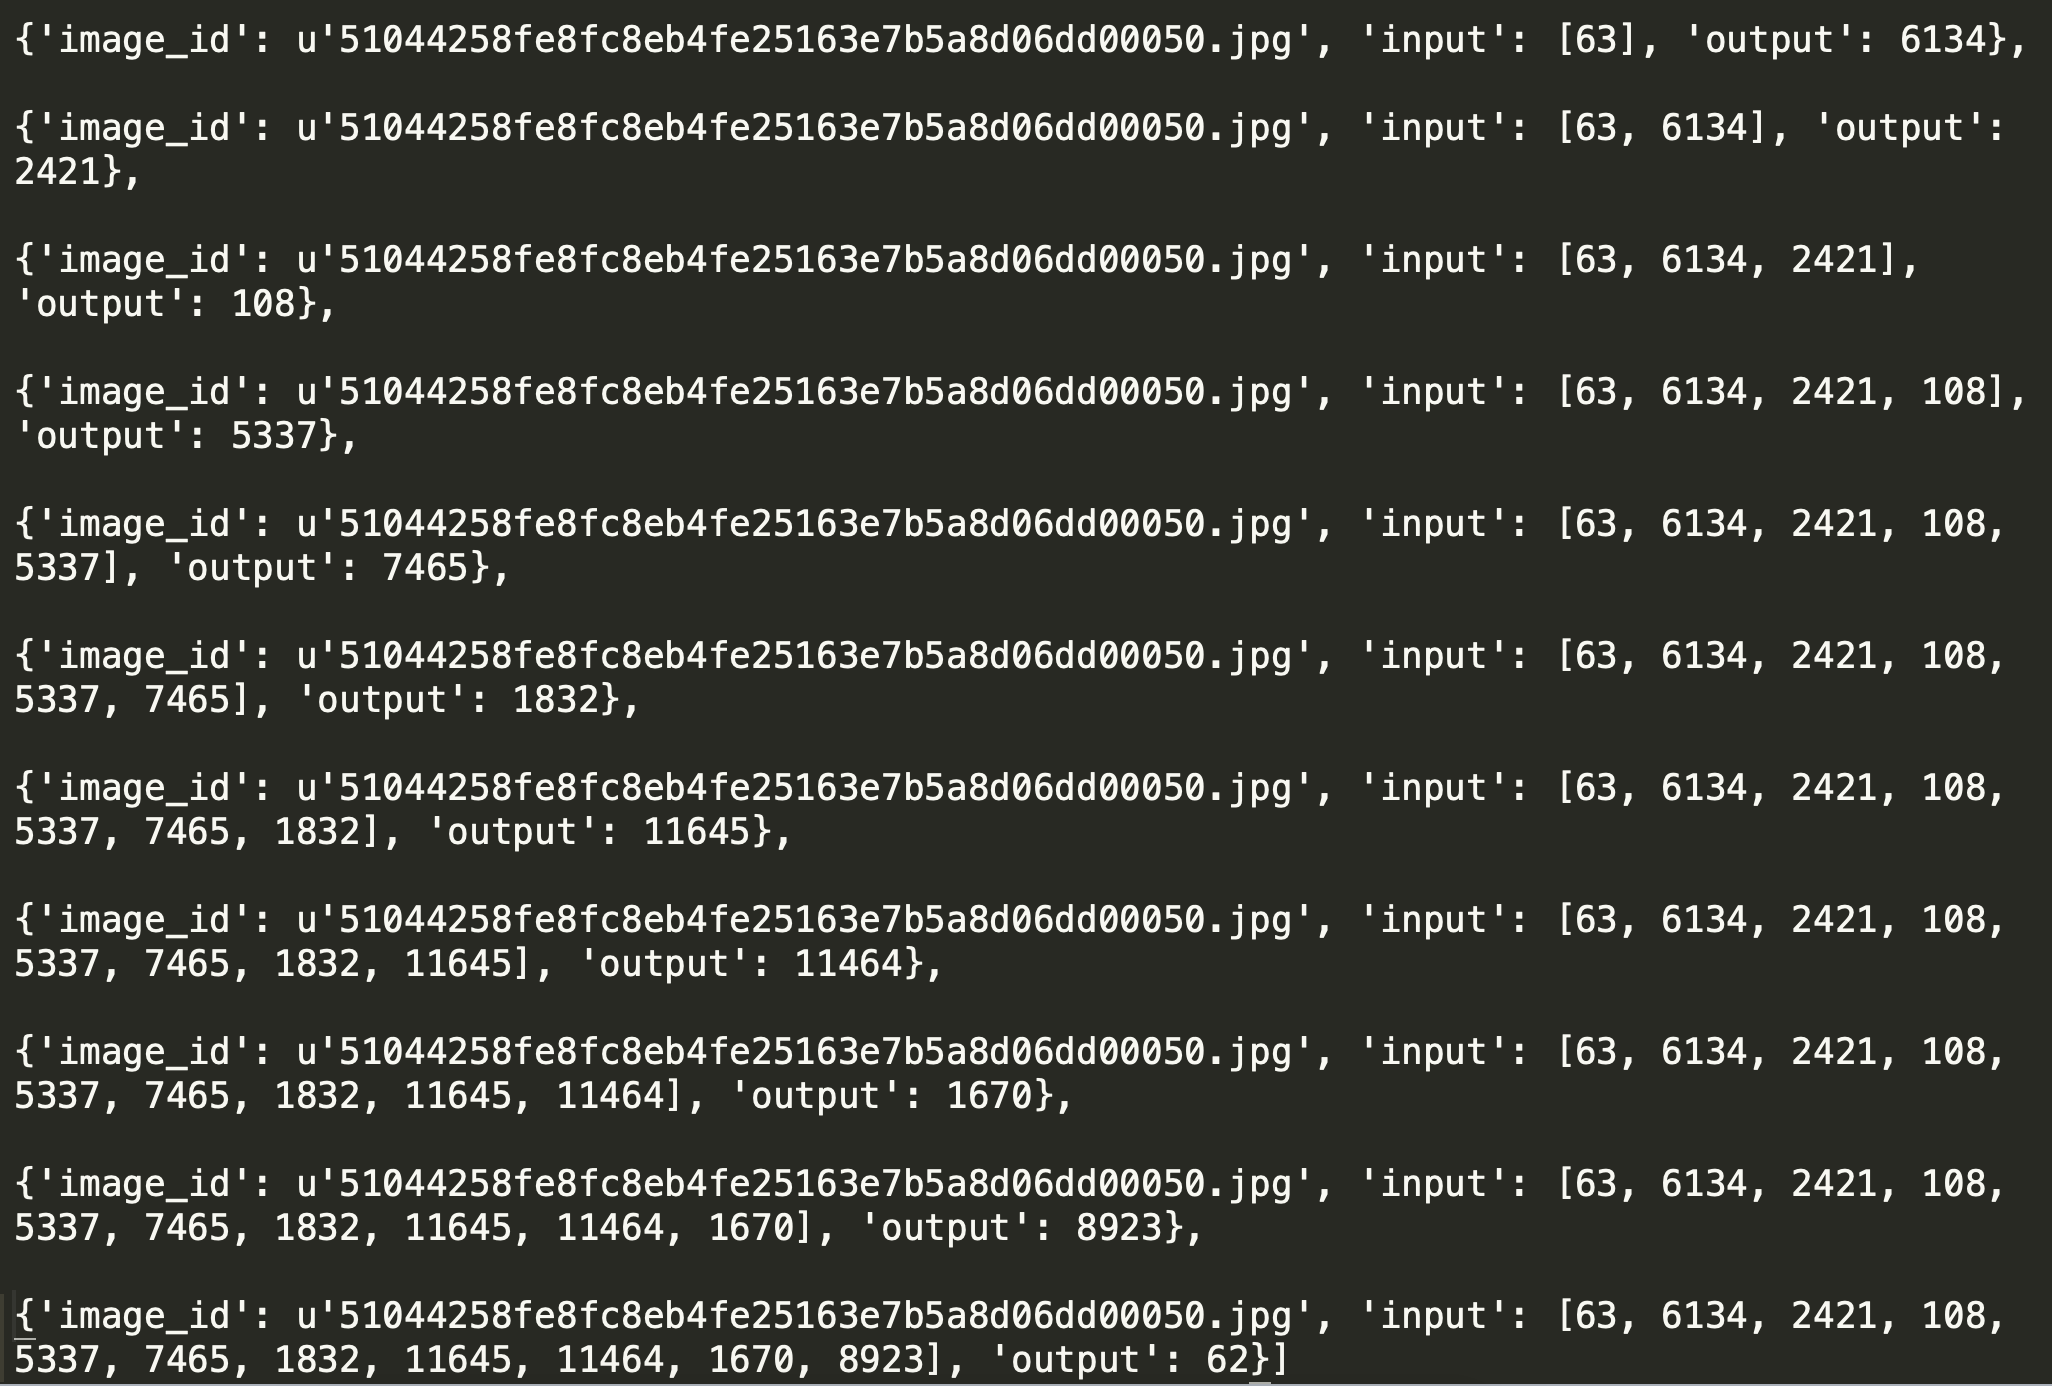 {'image_id': u'51044258fe8fc8eb4fe25163e7b5a8d06dd00050.jpg', 'input': [63], 'output': 6134},
{'image_id': u'51044258fe8fc8eb4fe25163e7b5a8d06dd00050.jpg', 'input': [63, 6134], 'output':
2421},
{'image_id': u'51044258fe8fc8eb4fe25163e7b5a8d06dd00050.jpg', 'input': [63, 6134, 2421],
'output': 108},
{'image_id': u'51044258fe8fc8eb4fe25163e7b5a8d06dd00050.jpg', 'input': [63, 6134, 2421, 108],
'output': 5337},
{'image_id': u'51044258fe8fc8eb4fe25163e7b5a8d06dd00050.jpg', 'input': [63, 6134, 2421, 108,
5337], 'output': 7465},
{'image_id': u'51044258fe8fc8eb4fe25163e7b5a8d06dd00050.jpg', 'input': [63, 6134, 2421, 108,
5337, 7465], 'output': 1832},
{'image_id': u'51044258fe8fc8eb4fe25163e7b5a8d06dd00050.jpg', 'input': [63, 6134, 2421, 108,
5337, 7465, 1832], 'output': 11645},
{'image_id': u'51044258fe8fc8eb4fe25163e7b5a8d06dd00050.jpg', 'input': [63, 6134, 2421, 108,
5337, 7465, 1832, 11645], 'output': 11464},
{'image_id': u'51044258fe8fc8eb4fe25163e7b5a8d06dd00050.jpg', 'input': [63, 6134, 2421, 108,
5337, 7465, 1832, 11645, 11464], 'output': 1670},
{'image_id': u'51044258fe8fc8eb4fe25163e7b5a8d06dd00050.jpg', 'input': [63, 6134, 2421, 108,
5337, 7465, 1832, 11645, 11464, 1670], 'output': 8923},
{'image_id': u'51044258fe8fc8eb4fe25163e7b5a8d06dd00050.jpg', 'input': [63, 6134, 2421, 108,
5337, 7465, 1832, 11645, 11464, 1670, 8923], 'output': 62}]